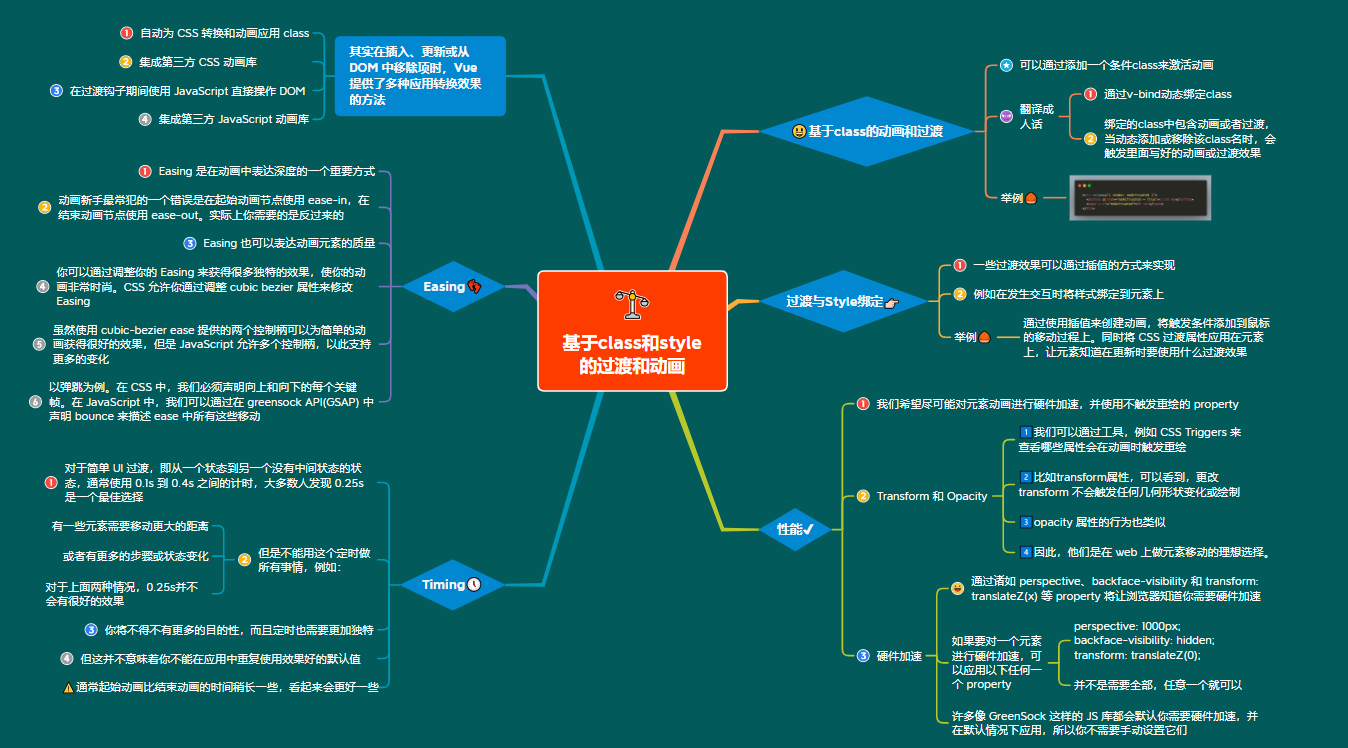 基于class和style
的过渡和动画
其实在插入、更新或从
DOM 中移除项时，Vue
提供了多种应用转换效果
的方法
1 自动为 CSS 转换和动画应用 class
2 集成第三方 CSS 动画库
3 在过渡钩子期间使用 JavaScript 直接操作 DOM
4 集成第三方 JavaScript 动画库
Easing
1 Easing 是在动画中表达深度的一个重要方式
2 动画新手最常犯的一个错误是在起始动画节点使用 ease-in，在
结束动画节点使用 ease-out。实际上你需要的是反过来的
3 Easing 也可以表达动画元素的质量
4 你可以通过调整你的 Easing 来获得很多独特的效果，使你的动
画非常时尚。CSS 允许你通过调整 cubic bezier 属性来修改
Easing
5 虽然使用 cubic-bezier ease 提供的两个控制柄可以为简单的动
画获得很好的效果，但是 JavaScript 允许多个控制柄，以此支持
更多的变化
6 以弹跳为例。在 CSS 中，我们必须声明向上和向下的每个关键
帧。在 JavaScript 中，我们可以通过在 greensock API(GSAP) 中
声明 bounce 来描述 ease 中所有这些移动
Timing
1 对于简单 UI 过渡，即从一个状态到另一个没有中间状态的状
态，通常使用 0.1s 到 0.4s 之间的计时，大多数人发现 0.25s
是一个最佳选择
2 但是不能用这个定时做
所有事情，例如：
有一些元素需要移动更大的距离
或者有更多的步骤或状态变化
对于上面两种情况，0.25s并不
会有很好的效果
3 你将不得不有更多的目的性，而且定时也需要更加独特
4 但这并不意味着你不能在应用中重复使用效果好的默认值
⚠通常起始动画比结束动画的时间稍长一些，看起来会更好一些
基于class的动画和过渡
可以通过添加一个条件class来激活动画
翻译成
人话
1 通过v-bind动态绑定class
2 绑定的class中包含动画或者过渡，
当动态添加或移除该class名时，会
触发里面写好的动画或过渡效果
举例
过渡与Style绑定
1 一些过渡效果可以通过插值的方式来实现
2 例如在发生交互时将样式绑定到元素上
举例
通过使用插值来创建动画，将触发条件添加到鼠标
的移动过程上。同时将 CSS 过渡属性应用在元素
上，让元素知道在更新时要使用什么过渡效果
性能✔
1 我们希望尽可能对元素动画进行硬件加速，并使用不触发重绘的 property
2 Transform 和 Opacity
1 我们可以通过工具，例如 CSS Triggers 来
查看哪些属性会在动画时触发重绘
2 比如transform属性，可以看到，更改
transform 不会触发任何几何形状变化或绘制
3 opacity 属性的行为也类似
4 因此，他们是在 web 上做元素移动的理想选择。
3 硬件加速
通过诸如 perspective、backface-visibility 和 transform:
translateZ(x) 等 property 将让浏览器知道你需要硬件加速
如果要对一个元素
进行硬件加速，可
以应用以下任何一
个 property
perspective: 1000px;
backface-visibility: hidden;
transform: translateZ(0);
并不是需要全部，任意一个就可以
许多像 GreenSock 这样的 JS 库都会默认你需要硬件加速，并
在默认情况下应用，所以你不需要手动设置它们